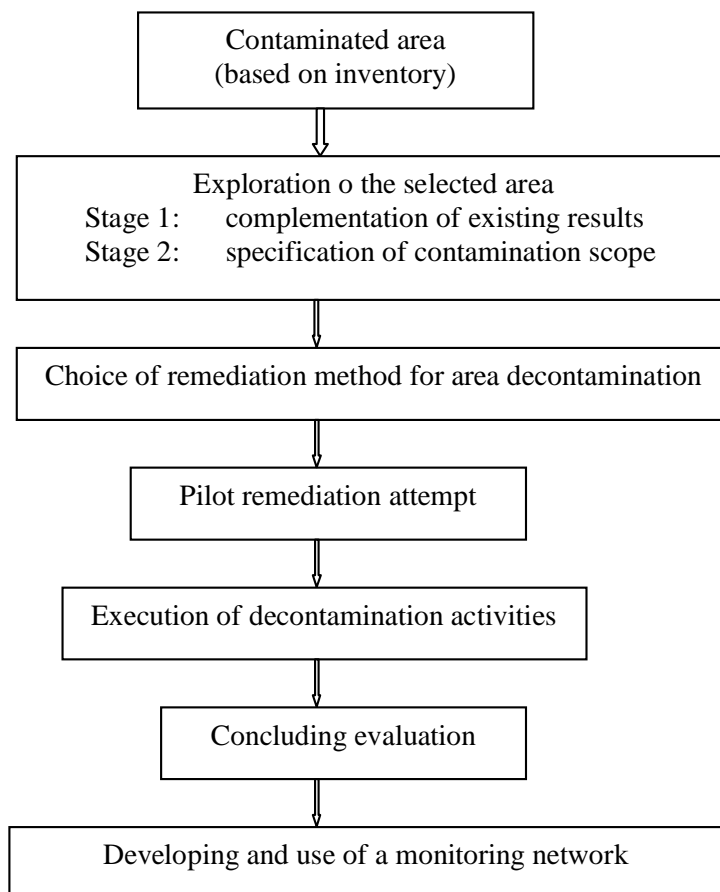 Contaminated area
(based on inventory)
Exploration o the selected area
Stage 1: complementation of existing results
Stage 2: specification of contamination scope
Choice of remediation method for area decontamination
Pilot remediation attempt
Execution of decontamination activities
Concluding evaluation
Developing and use of a monitoring network